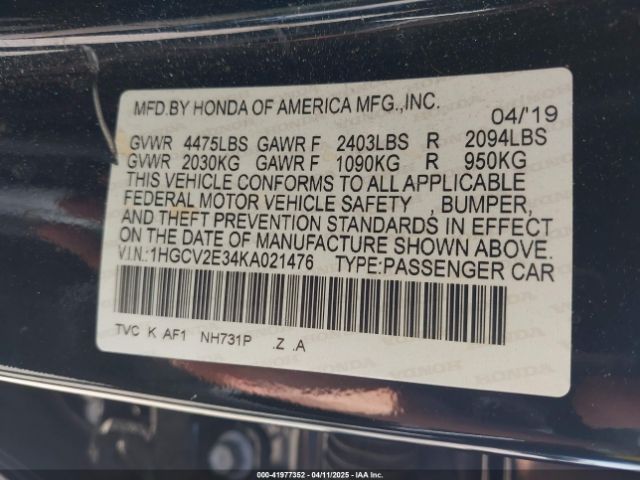 MFD.BY HONDA OF AMERICA MFG.,INC. 04/'19
GVWR 4475LBS GAWR F 2403LBS R 2094LBS
GVWR 2030KG GAWR F 1090KG R 950KG
THIS VEHICLE CONFORMS TO ALL APPLICABLE
FEDERAL MOTOR VEHICLE SAFETY , BUMPER,
AND THEFT PREVENTION STANDARDS IN EFFECT
ON THE DATE OF MANUFACTURE SHOWN ABOVE.
V.I.N.:1HGCV2E34KA021476 TYPE:PASSENGER CAR
TVC K AF1 NH731P .Z .A
000-41977352 - 04/11/2025 - IAA Inc.